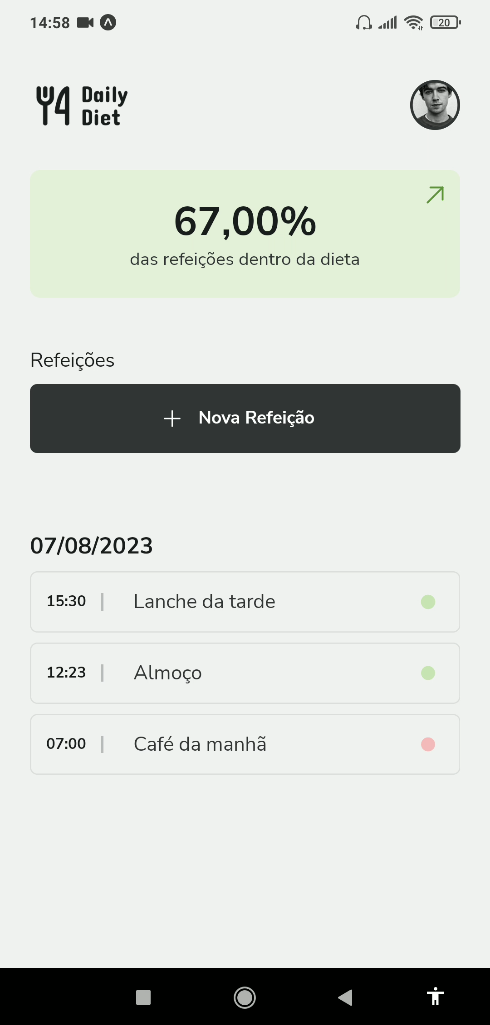 14:58
20
Daily
Diet
67,00%
das refeições dentro da dieta
Refeições
+ Nova Refeição
07/08/2023
15:30 | Lanche da tarde
12:23 | Almoço
07:00 | Café da manhã